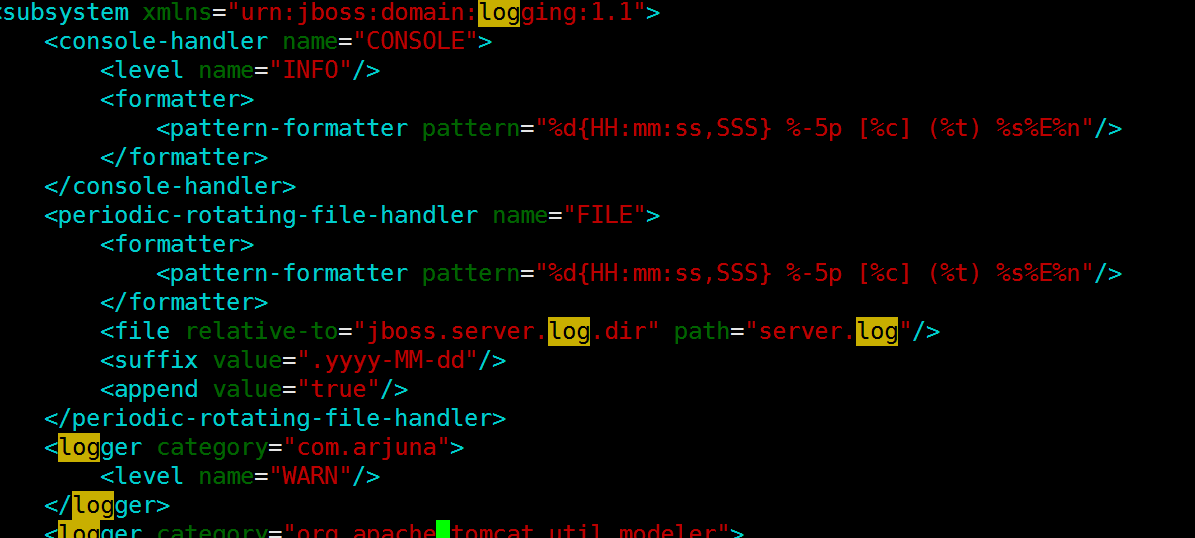 <subsystem xmlns="urn:jboss:domain:logging:1.1">
<console-handler name="CONSOLE">
<level name="INFO"/>
<formatter>
<pattern-formatter pattern="%d{HH:mm:ss,SSS} %-5p [%c] (%t) %s%E%n"/>
</formatter>
</console-handler>
<periodic-rotating-file-handler name="FILE">
<formatter>
<pattern-formatter pattern="%d{HH:mm:ss,SSS} %-5p [%c] (%t) %s%E%n"/>
</formatter>
<file relative-to="jboss.server.log.dir" path="server.log"/>
<suffix value=".yyyy-MM-dd"/>
<append value="true"/>
</periodic-rotating-file-handler>
<logger category="com.arjuna">
<level name="WARN"/>
</logger>
<logger category="org.apache.tomcat.util.modeler">